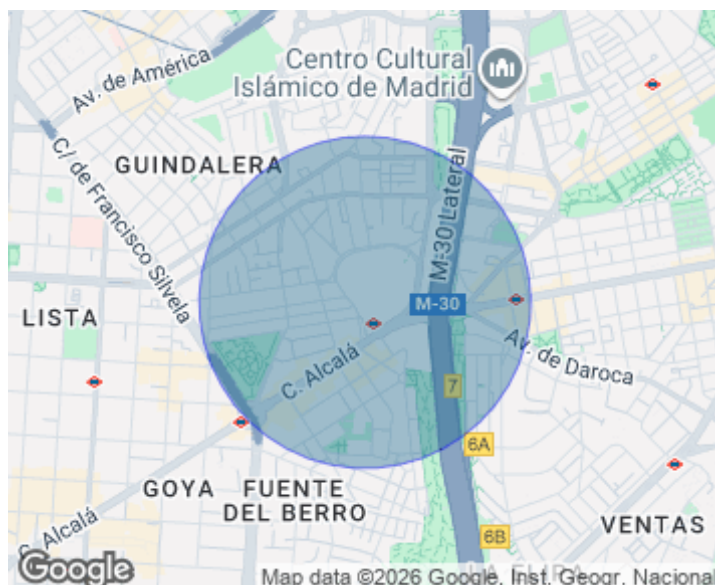 Centro Cultural
Islámico de Madrid
Av. de América
GUINDALERA
C/ de Francisco Silvela
M-30 Lateral
M-30
LISTA
C. Alcalá
Av. de Daroca
7
6A
GOYA
FUENTE
DEL BERRO
6B
VENTAS
C. Alcalá
Google
Map data ©2026 Google, Inst. Geogr. Nacional